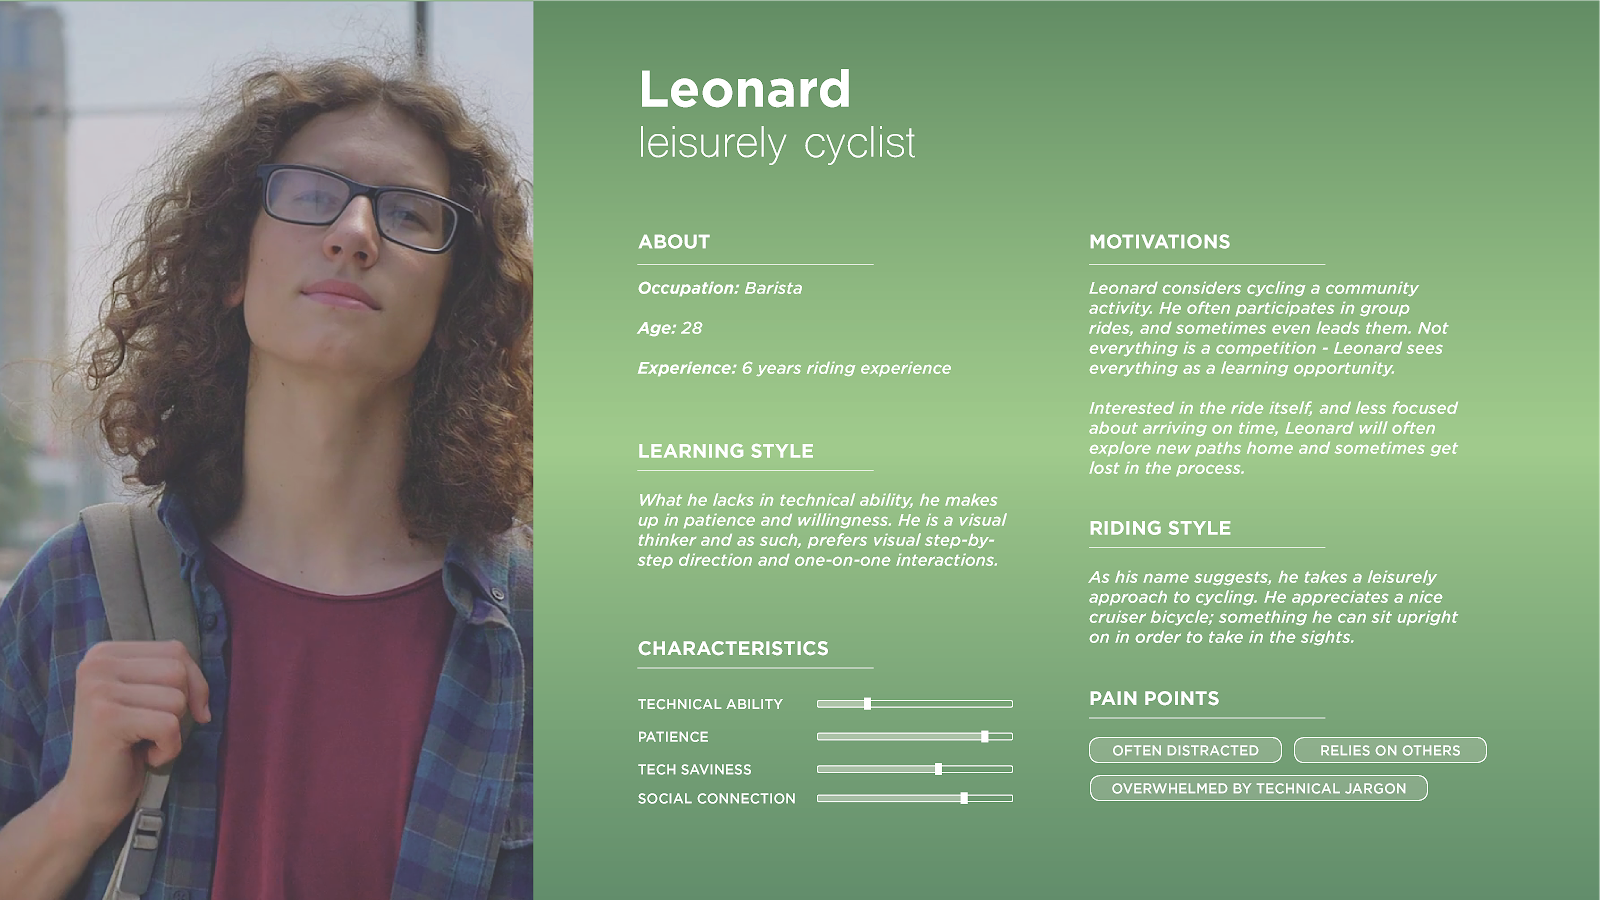 Leonard
leisurely cyclist
ABOUT
Occupation: Barista
Age: 28
Experience: 6 years riding experience
LEARNING STYLE
What he lacks in technical ability, he makes
up in patience and willingness. He is a visual
thinker and as such, prefers visual step-by-
step direction and one-on-one interactions.
CHARACTERISTICS
TECHNICAL ABILITY
PATIENCE
TECH SAVINESS
SOCIAL CONNECTION
MOTIVATIONS
Leonard considers cycling a community
activity. He often participates in group
rides, and sometimes even leads them. Not
everything is a competition - Leonard sees
everything as a learning opportunity.
Interested in the ride itself, and less focused
about arriving on time, Leonard will often
explore new paths home and sometimes get
lost in the process.
RIDING STYLE
As his name suggests, he takes a leisurely
approach to cycling. He appreciates a nice
cruiser bicycle; something he can sit upright
on in order to take in the sights.
PAIN POINTS
OFTEN DISTRACTED
RELIES ON OTHERS
OVERWHELMED BY TECHNICAL JARGON